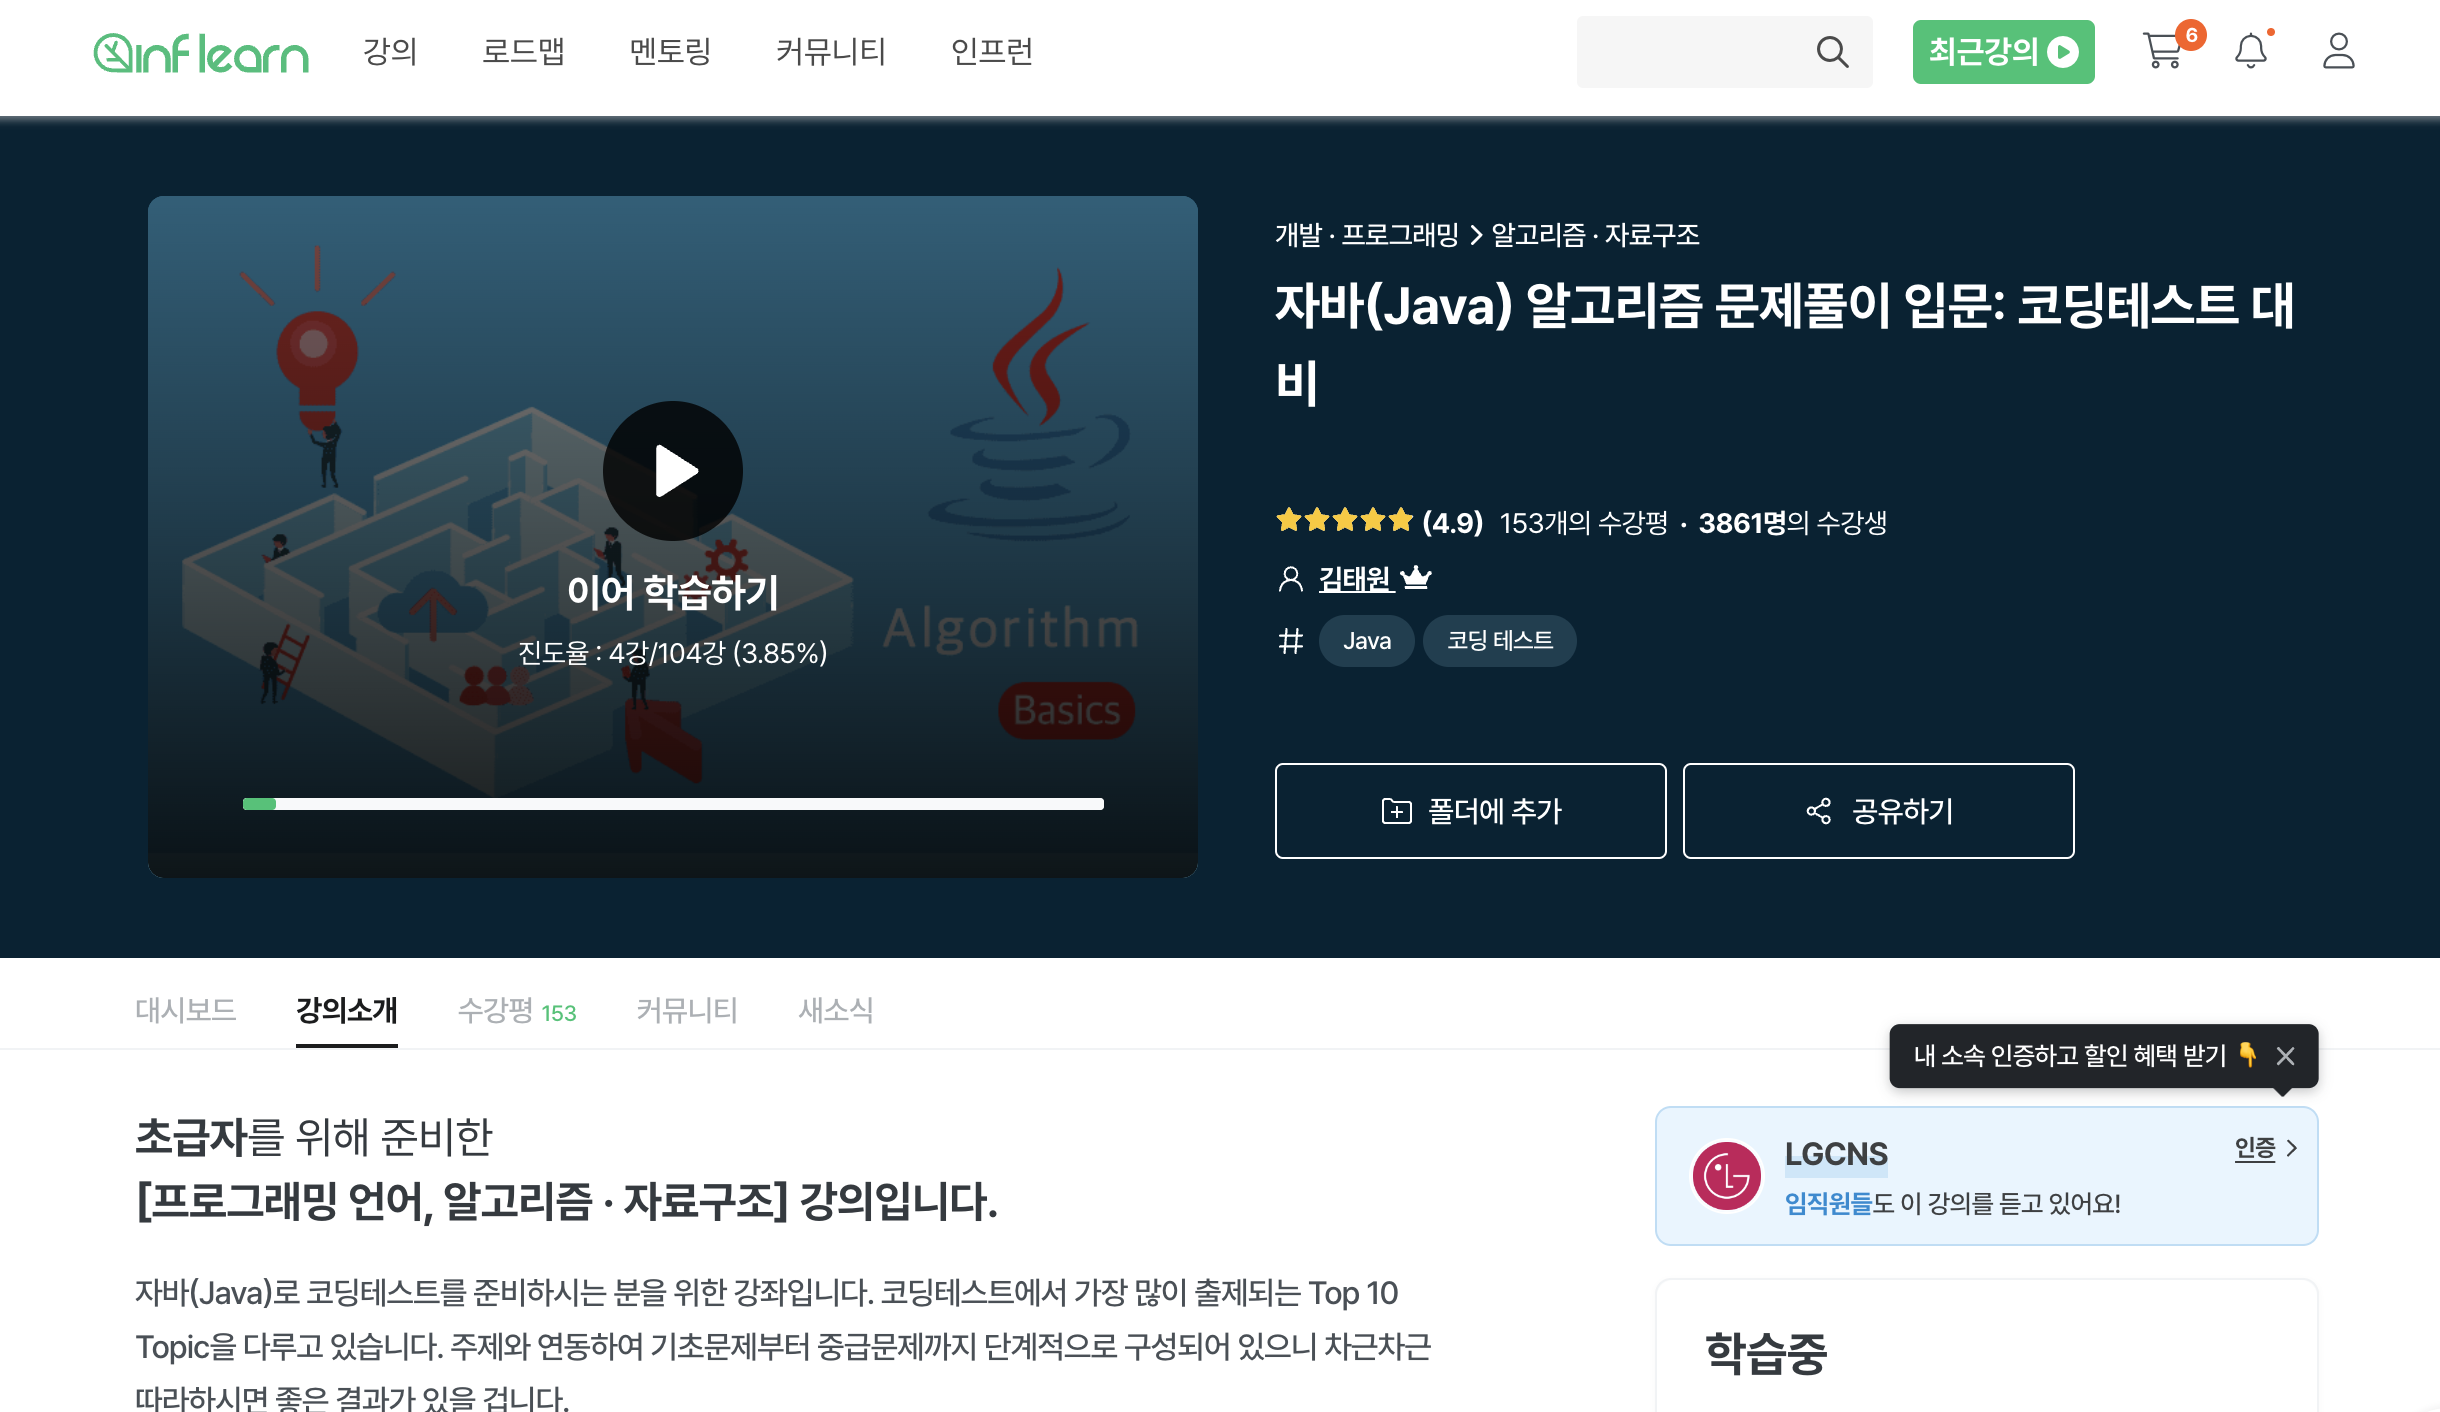 inflearn
강의 로드맵 멘토링 커뮤니티 인프런
최근강의
6
Algorithm
Basics
이어 학습하기
진도율 : 4강/104강 (3.85%)
개발 · 프로그래밍 > 알고리즘 · 자료구조
자바(Java) 알고리즘 문제풀이 입문: 코딩테스트 대
비
(4.9) 153개의 수강평 · 3861명의 수강생
김태원
# Java 코딩 테스트
폴더에 추가 공유하기
대시보드 강의소개 수강평 153 커뮤니티 새소식
내 소속 인증하고 할인 혜택 받기 👇
초급자를 위해 준비한
[프로그래밍 언어, 알고리즘 · 자료구조] 강의입니다.
자바(Java)로 코딩테스트를 준비하시는 분을 위한 강좌입니다. 코딩테스트에서 가장 많이 출제되는 Top 10
Topic을 다루고 있습니다. 주제와 연동하여 기초문제부터 중급문제까지 단계적으로 구성되어 있으니 차근차근
따라하시면 좋은 결과가 있을 겁니다.
LG
LGCNS
인증 >
임직원들도 이 강의를 듣고 있어요!
학습중